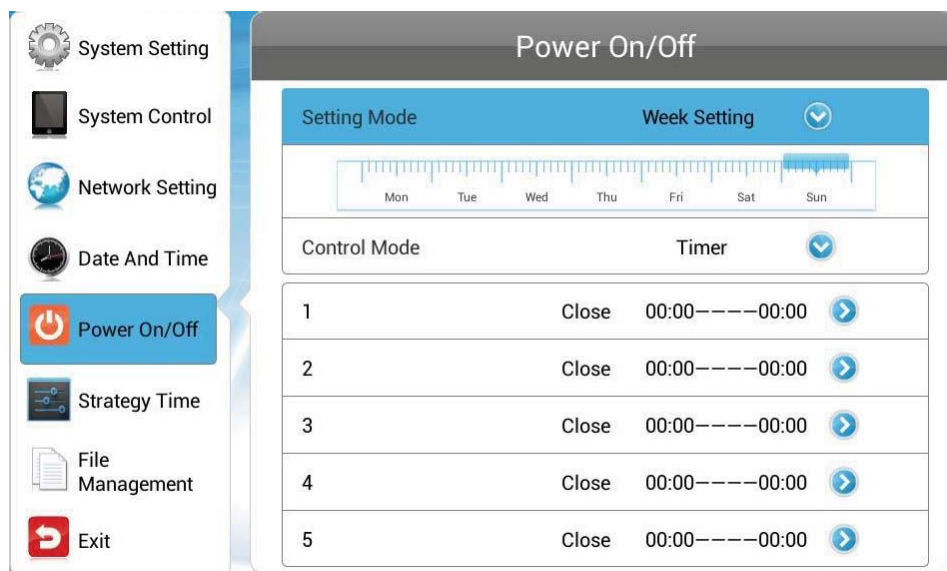 System Setting
System Control
Network Setting
Date And Time
Power On/Off
Strategy Time
File
Management
Exit
Power On/Off
Setting Mode Week Setting
Mon Tue Wed Thu Fri Sat Sun
Control Mode Timer
1 Close 00:00————00:00
2 Close 00:00————00:00
3 Close 00:00————00:00
4 Close 00:00————00:00
5 Close 00:00————00:00